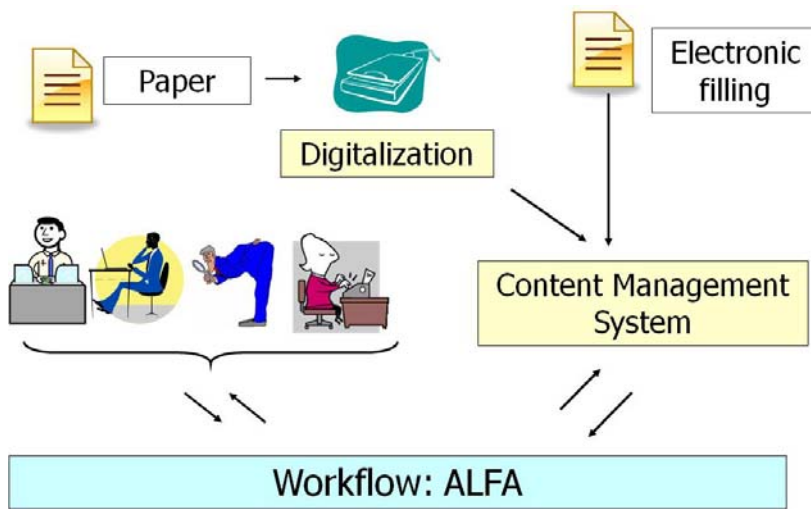 Paper
Electronic
filling
Digitalization
Content Management
System
Workflow: ALFA